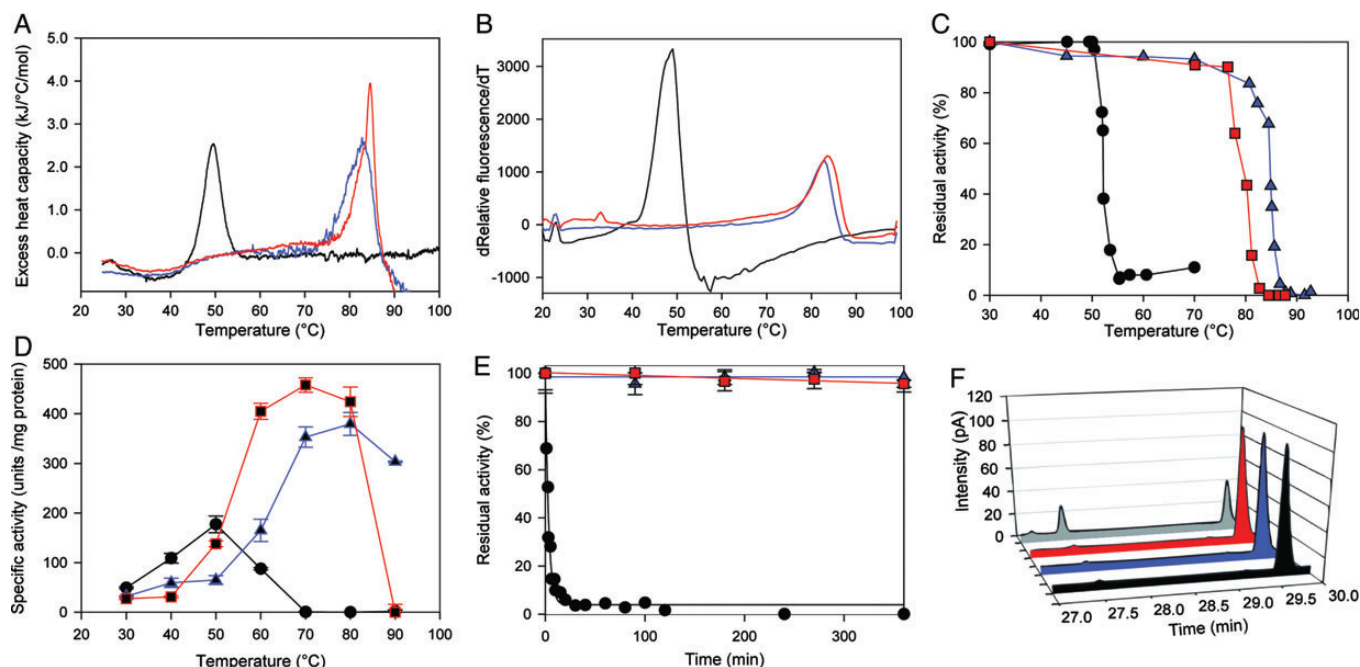 A
Excess heat capacity (kJ/°C/mol)
5.0
4.0
3.0
2.0
1.0
0.0
20 30 40 50 60 70 80 90 100
Temperature (°C)
B
dRelative fluorescence/dT
3000
2000
1000
0
-1000
20 30 40 50 60 70 80 90 100
Temperature (°C)
C
Residual activity (%)
100
80
60
40
20
0
30 40 50 60 70 80 90 100
Temperature (°C)
D
Specific activity (units /mg protein)
500
400
300
200
100
0
20 30 40 50 60 70 80 90 100
Temperature (°C)
E
Residual activity (%)
100
80
60
40
20
0
0 100 200 300
Time (min)
F
Intensity (pA)
120
100
80
60
40
20
0
27.0 27.5 28.0 28.5 29.0 29.5 30.0
Time (min)